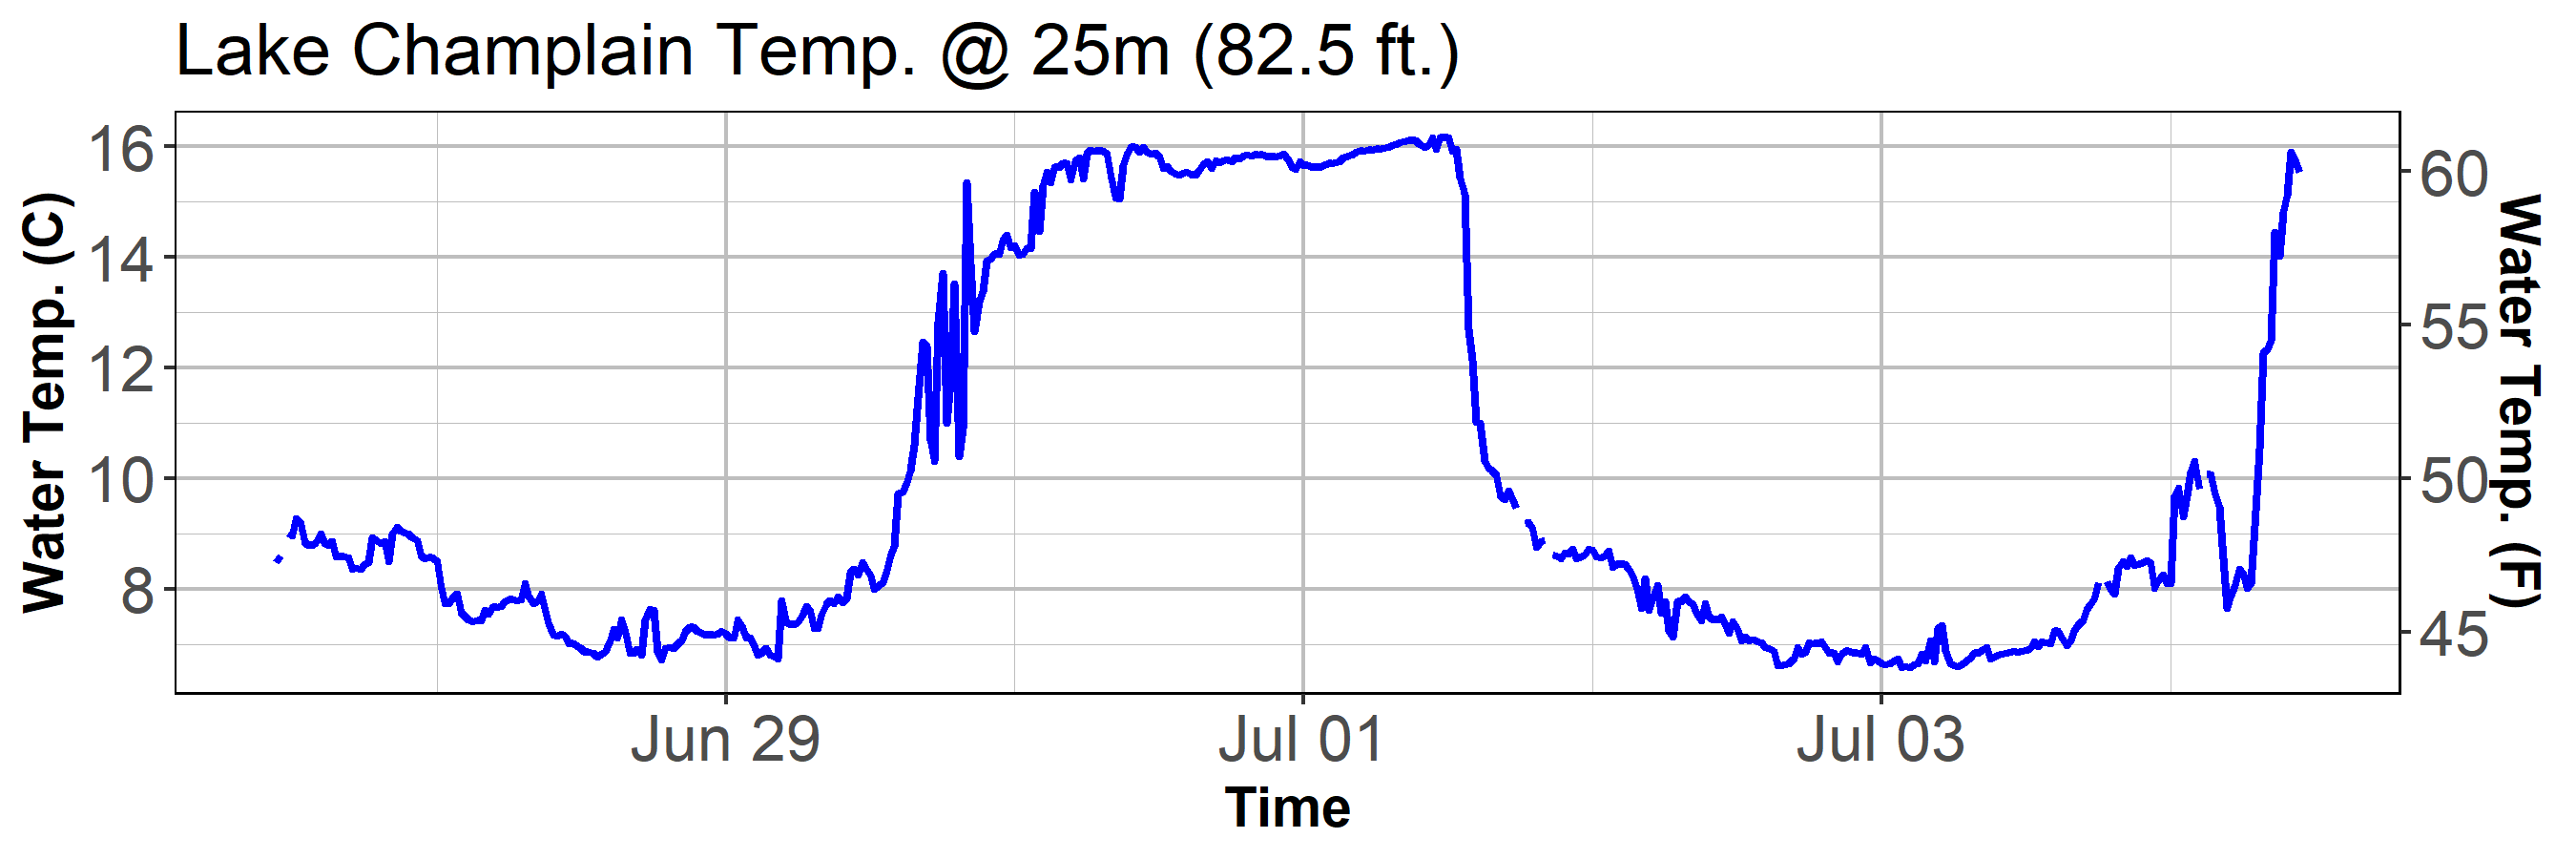 Lake Champlain Temp. @ 25m (82.5 ft.)
Water Temp. (C)
16
14
12
10
8
60
55
50
45
Water Temp. (F)
Jun 29
Jul 01
Jul 03
Time